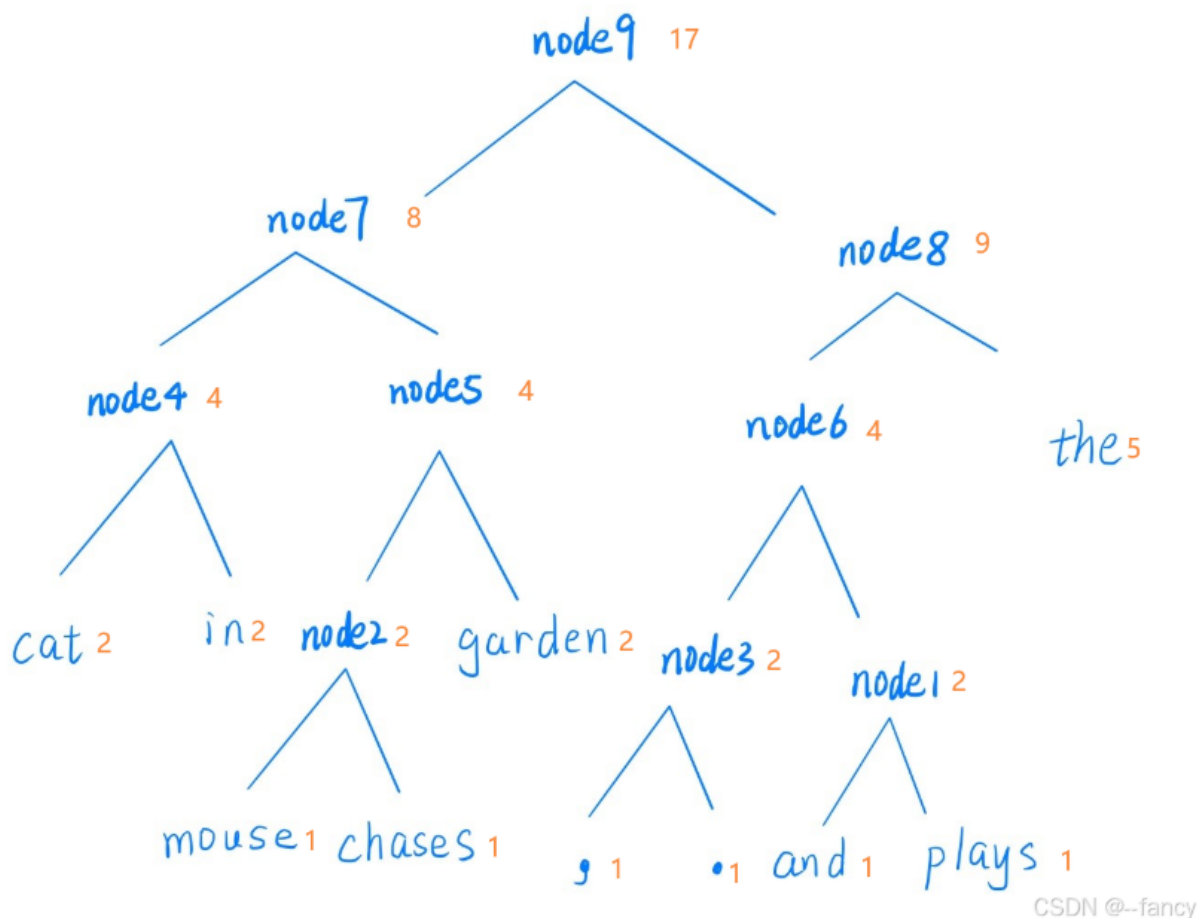 node9 17
node7 8
node8 9
node4 4
node5 4
node6 4
the 5
cat 2
in 2
node2 2
garden 2
node3 2
node1 2
mouse 1
chases 1
, 1
. 1
and 1
plays 1
CSDN @--fancy